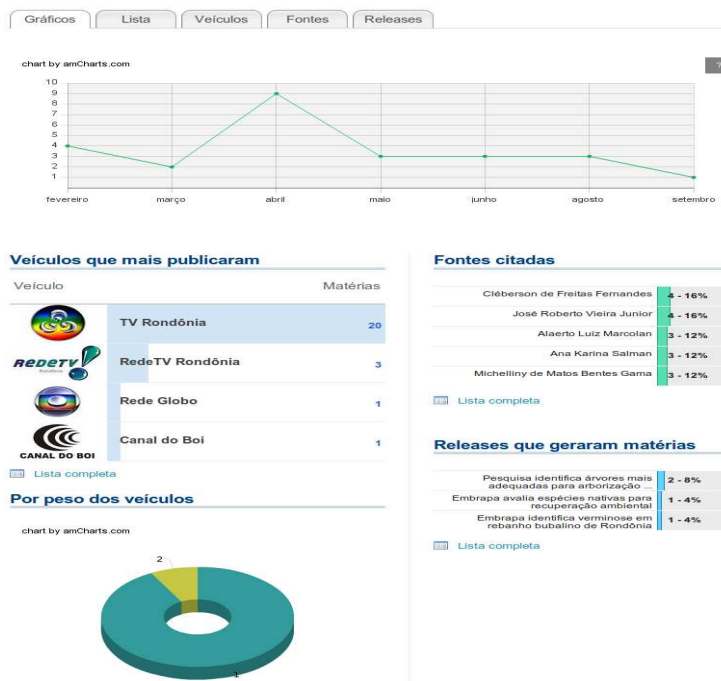 Gráficos
Lista
Veículos
Fontes
Releases
chart by amCharts.com
?
10
9
8
7
6
5
4
3
2
1
fevereiro
março
abril
maio
junho
agosto
setembro
Veículos que mais publicaram
Veículo
Matérias
TV Rondônia
20
REDETV!
Rondônia
RedeTV Rondônia
3
Rede Globo
1
CANAL DO BOI
Canal do Boi
1
Lista completa
Por peso dos veículos
chart by amCharts.com
2
1
Fontes citadas
Cléberson de Freitas Fernandes
4 - 16%
José Roberto Vieira Junior
4 - 16%
Alaerto Luiz Marcolan
3 - 12%
Ana Karina Salman
3 - 12%
Michelliny de Matos Bentes Gama
3 - 12%
Lista completa
Releases que geraram matérias
Pesquisa identifica árvores mais
adequadas para arborização ...
2 - 8%
Embrapa avalia espécies nativas para
recuperação ambiental
1 - 4%
Embrapa identifica verminose em
rebanho bubalino de Rondônia
1 - 4%
Lista completa